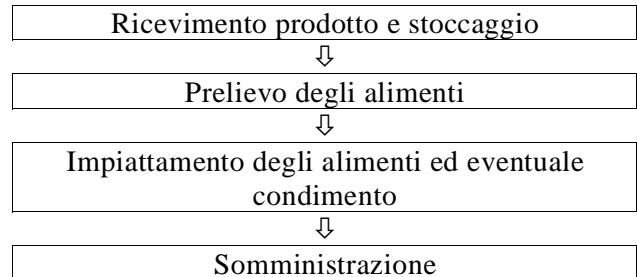 Ricevimento prodotto e stoccaggio
⇩
Prelievo degli alimenti
⇩
Impiattamento degli alimenti ed eventuale
condimento
⇩
Somministrazione